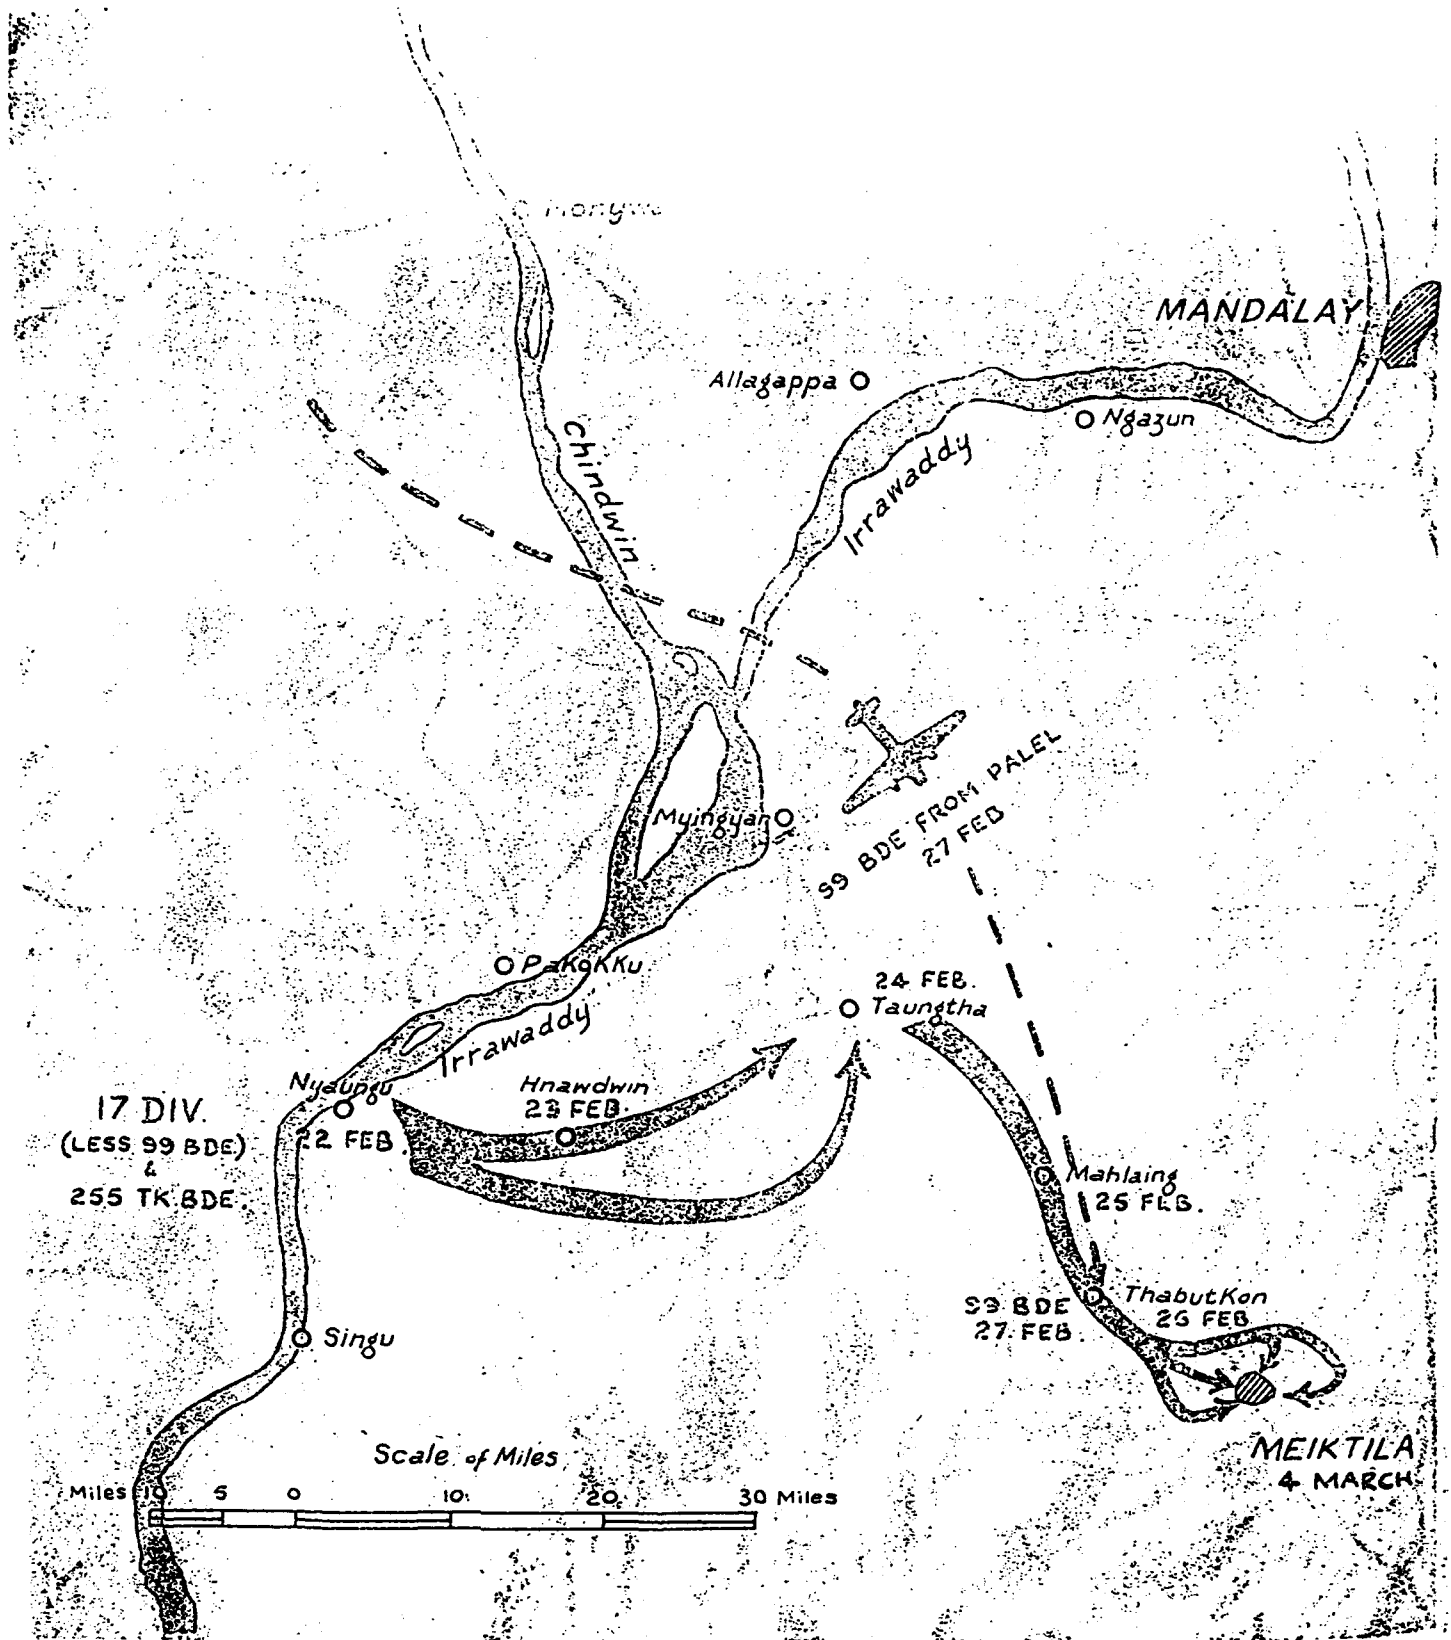 MANDALAY
Allagappa
Ngazun
Chindwin
Irrawaddy
Myingyan
99 BDE FROM PALEL
27 FEB
Pakokku
24 FEB.
Taungtha
Irrawaddy
Nyaungu
22 FEB.
Hnawdwin
23 FEB.
17 DIV.
(LESS 99 BDE)
&
255 TK.BDE.
Mahlaing
25 FEB.
99 BDE
27. FEB.
Thabutkon
26 FEB
Singu
Scale of Miles
Miles 10 5 0 10 20 30 Miles
MEIKTILA
4 MARCH